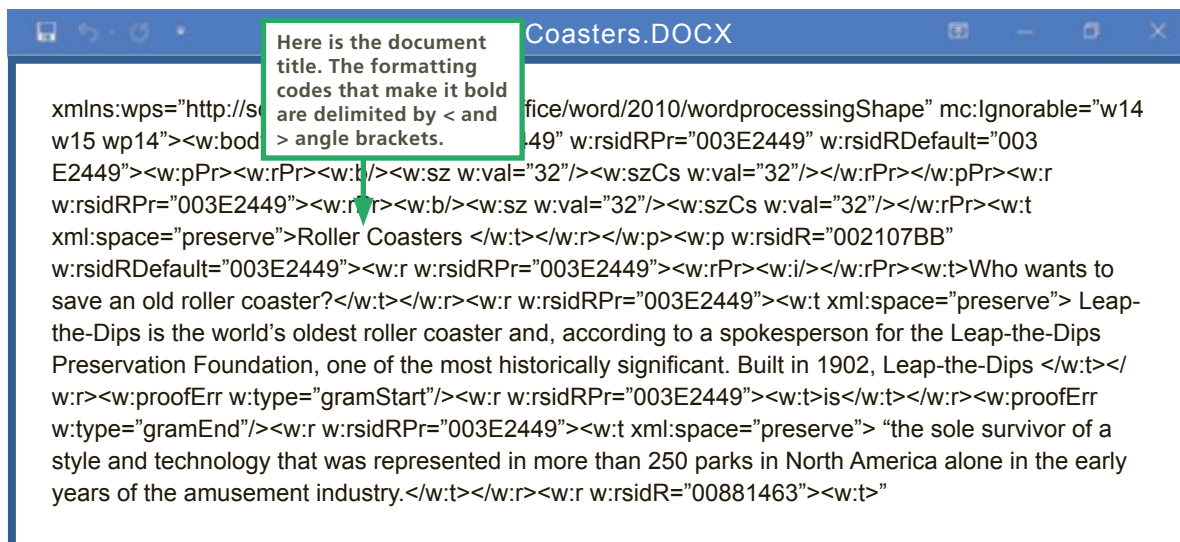 Coasters.DOCX
Here is the document
title. The formatting
codes that make it bold
are delimited by < and
> angle brackets.
xmlns:wps=”http://sc fice/word/2010/wordprocessingShape” mc:Ignorable=”w14
w15 wp14”><w:bod 449” w:rsidRPr=”003E2449” w:rsidRDefault=”003
E2449”><w:pPr><w:rPr><w:b/><w:sz w:val=”32”/><w:szCs w:val=”32”/></w:rPr></w:pPr><w:r
w:rsidRPr=”003E2449”><w:rPr><w:b/><w:sz w:val=”32”/><w:szCs w:val=”32”/></w:rPr><w:t
xml:space=”preserve”>Roller Coasters </w:t></w:r></w:p><w:p w:rsidR=”002107BB”
w:rsidRDefault=”003E2449”><w:r w:rsidRPr=”003E2449”><w:rPr><w:i/></w:rPr><w:t>Who wants to
save an old roller coaster?</w:t></w:r><w:r w:rsidRPr=”003E2449”><w:t xml:space=”preserve”> Leap-
the-Dips is the world’s oldest roller coaster and, according to a spokesperson for the Leap-the-Dips
Preservation Foundation, one of the most historically significant. Built in 1902, Leap-the-Dips </w:t></
w:r><w:proofErr w:type=”gramStart”/><w:r w:rsidRPr=”003E2449”><w:t>is</w:t></w:r><w:proofErr
w:type=”gramEnd”/><w:r w:rsidRPr=”003E2449”><w:t xml:space=”preserve”> “the sole survivor of a
style and technology that was represented in more than 250 parks in North America alone in the early
years of the amusement industry.</w:t></w:r><w:r w:rsidR=”00881463”><w:t>”